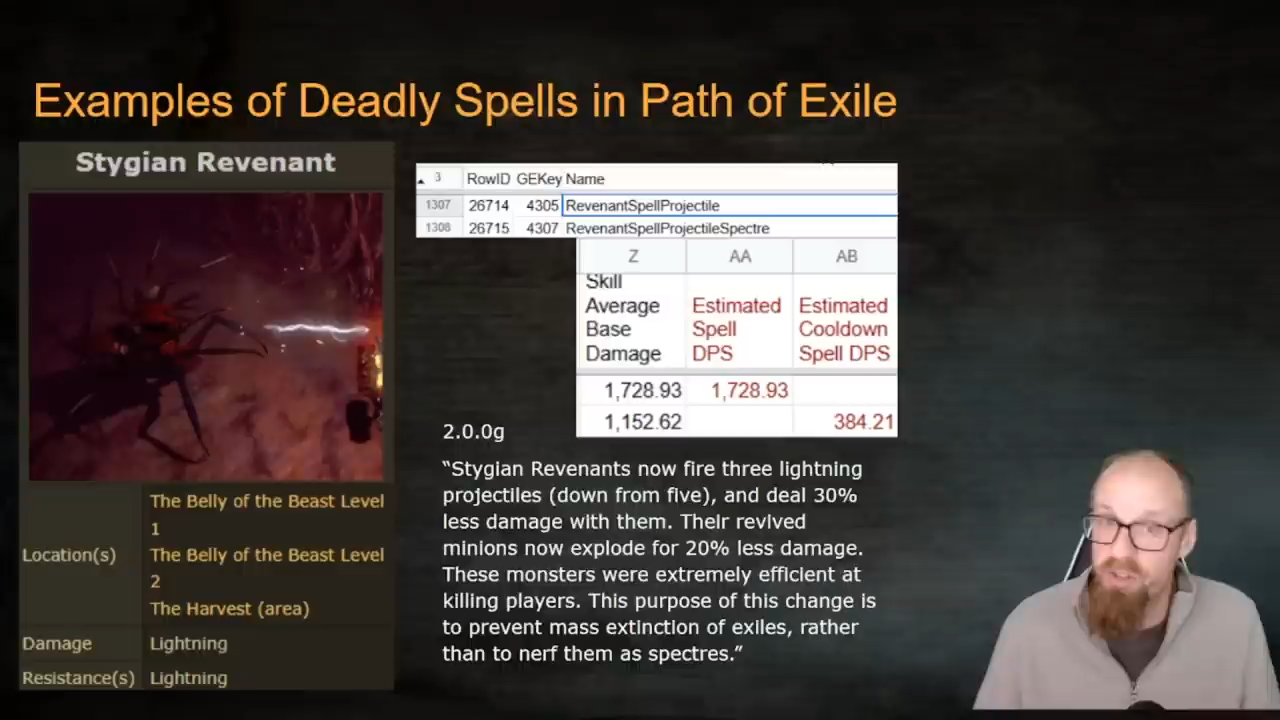 Examples of Deadly Spells in Path of Exile
Stygian Revenant
Location(s)
The Belly of the Beast Level
1
The Belly of the Beast Level
2
The Harvest (area)
Damage Lightning
Resistance(s) Lightning
3 RowID GEKey Name
1307 26714 4305 RevenantSpellProjectile
1308 26715 4307 RevenantSpellProjectileSpectre
Z AA AB
Skill
Average Estimated Estimated
Base Spell Cooldown
Damage DPS Spell DPS
1,728.93 1,728.93
1,152.62 384.21
2.0.0g
“Stygian Revenants now fire three lightning
projectiles (down from five), and deal 30%
less damage with them. Their revived
minions now explode for 20% less damage.
These monsters were extremely efficient at
killing players. This purpose of this change is
to prevent mass extinction of exiles, rather
than to nerf them as spectres.”